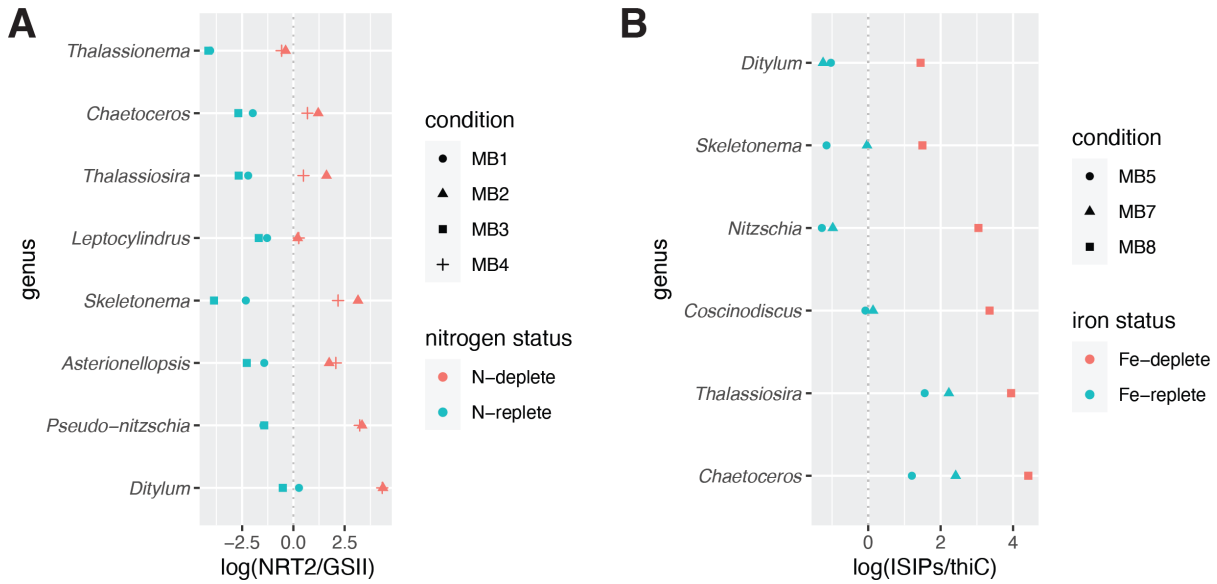 A
Thalassionema
Chaetoceros
Thalassiosira
Leptocylindrus
Skeletonema
Asterionellopsis
Pseudo−nitzschia
Ditylum
genus
−2.5
0.0
2.5
log(NRT2/GSII)
condition
MB1
MB2
MB3
MB4
nitrogen status
N−deplete
N−replete
B
Ditylum
Skeletonema
Nitzschia
Coscinodiscus
Thalassiosira
Chaetoceros
genus
0
2
4
log(ISIPs/thiC)
condition
MB5
MB7
MB8
iron status
Fe−deplete
Fe−replete